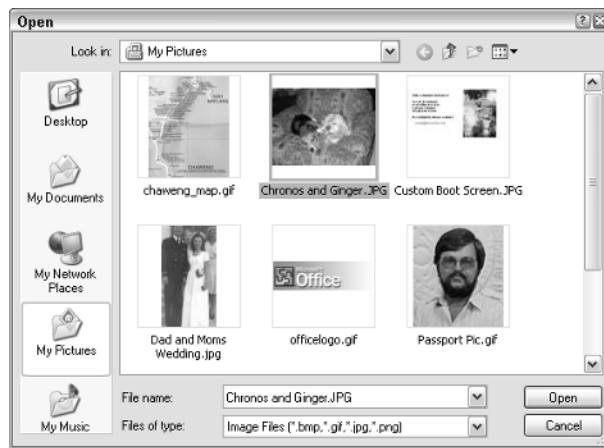 Open
Look in:
My Pictures
Desktop
My Documents
My Network
Places
My Pictures
My Music
chaweng_map.gif
Chronos and Ginger.JPG
Custom Boot Screen.JPG
CHAWENG
Office
Dad and Moms
Wedding.jpg
officelogo.gif
Passport Pic.gif
File name:
Chronos and Ginger.JPG
Open
Files of type:
Image Files (*.bmp,*.gif,*.jpg,*.png)
Cancel